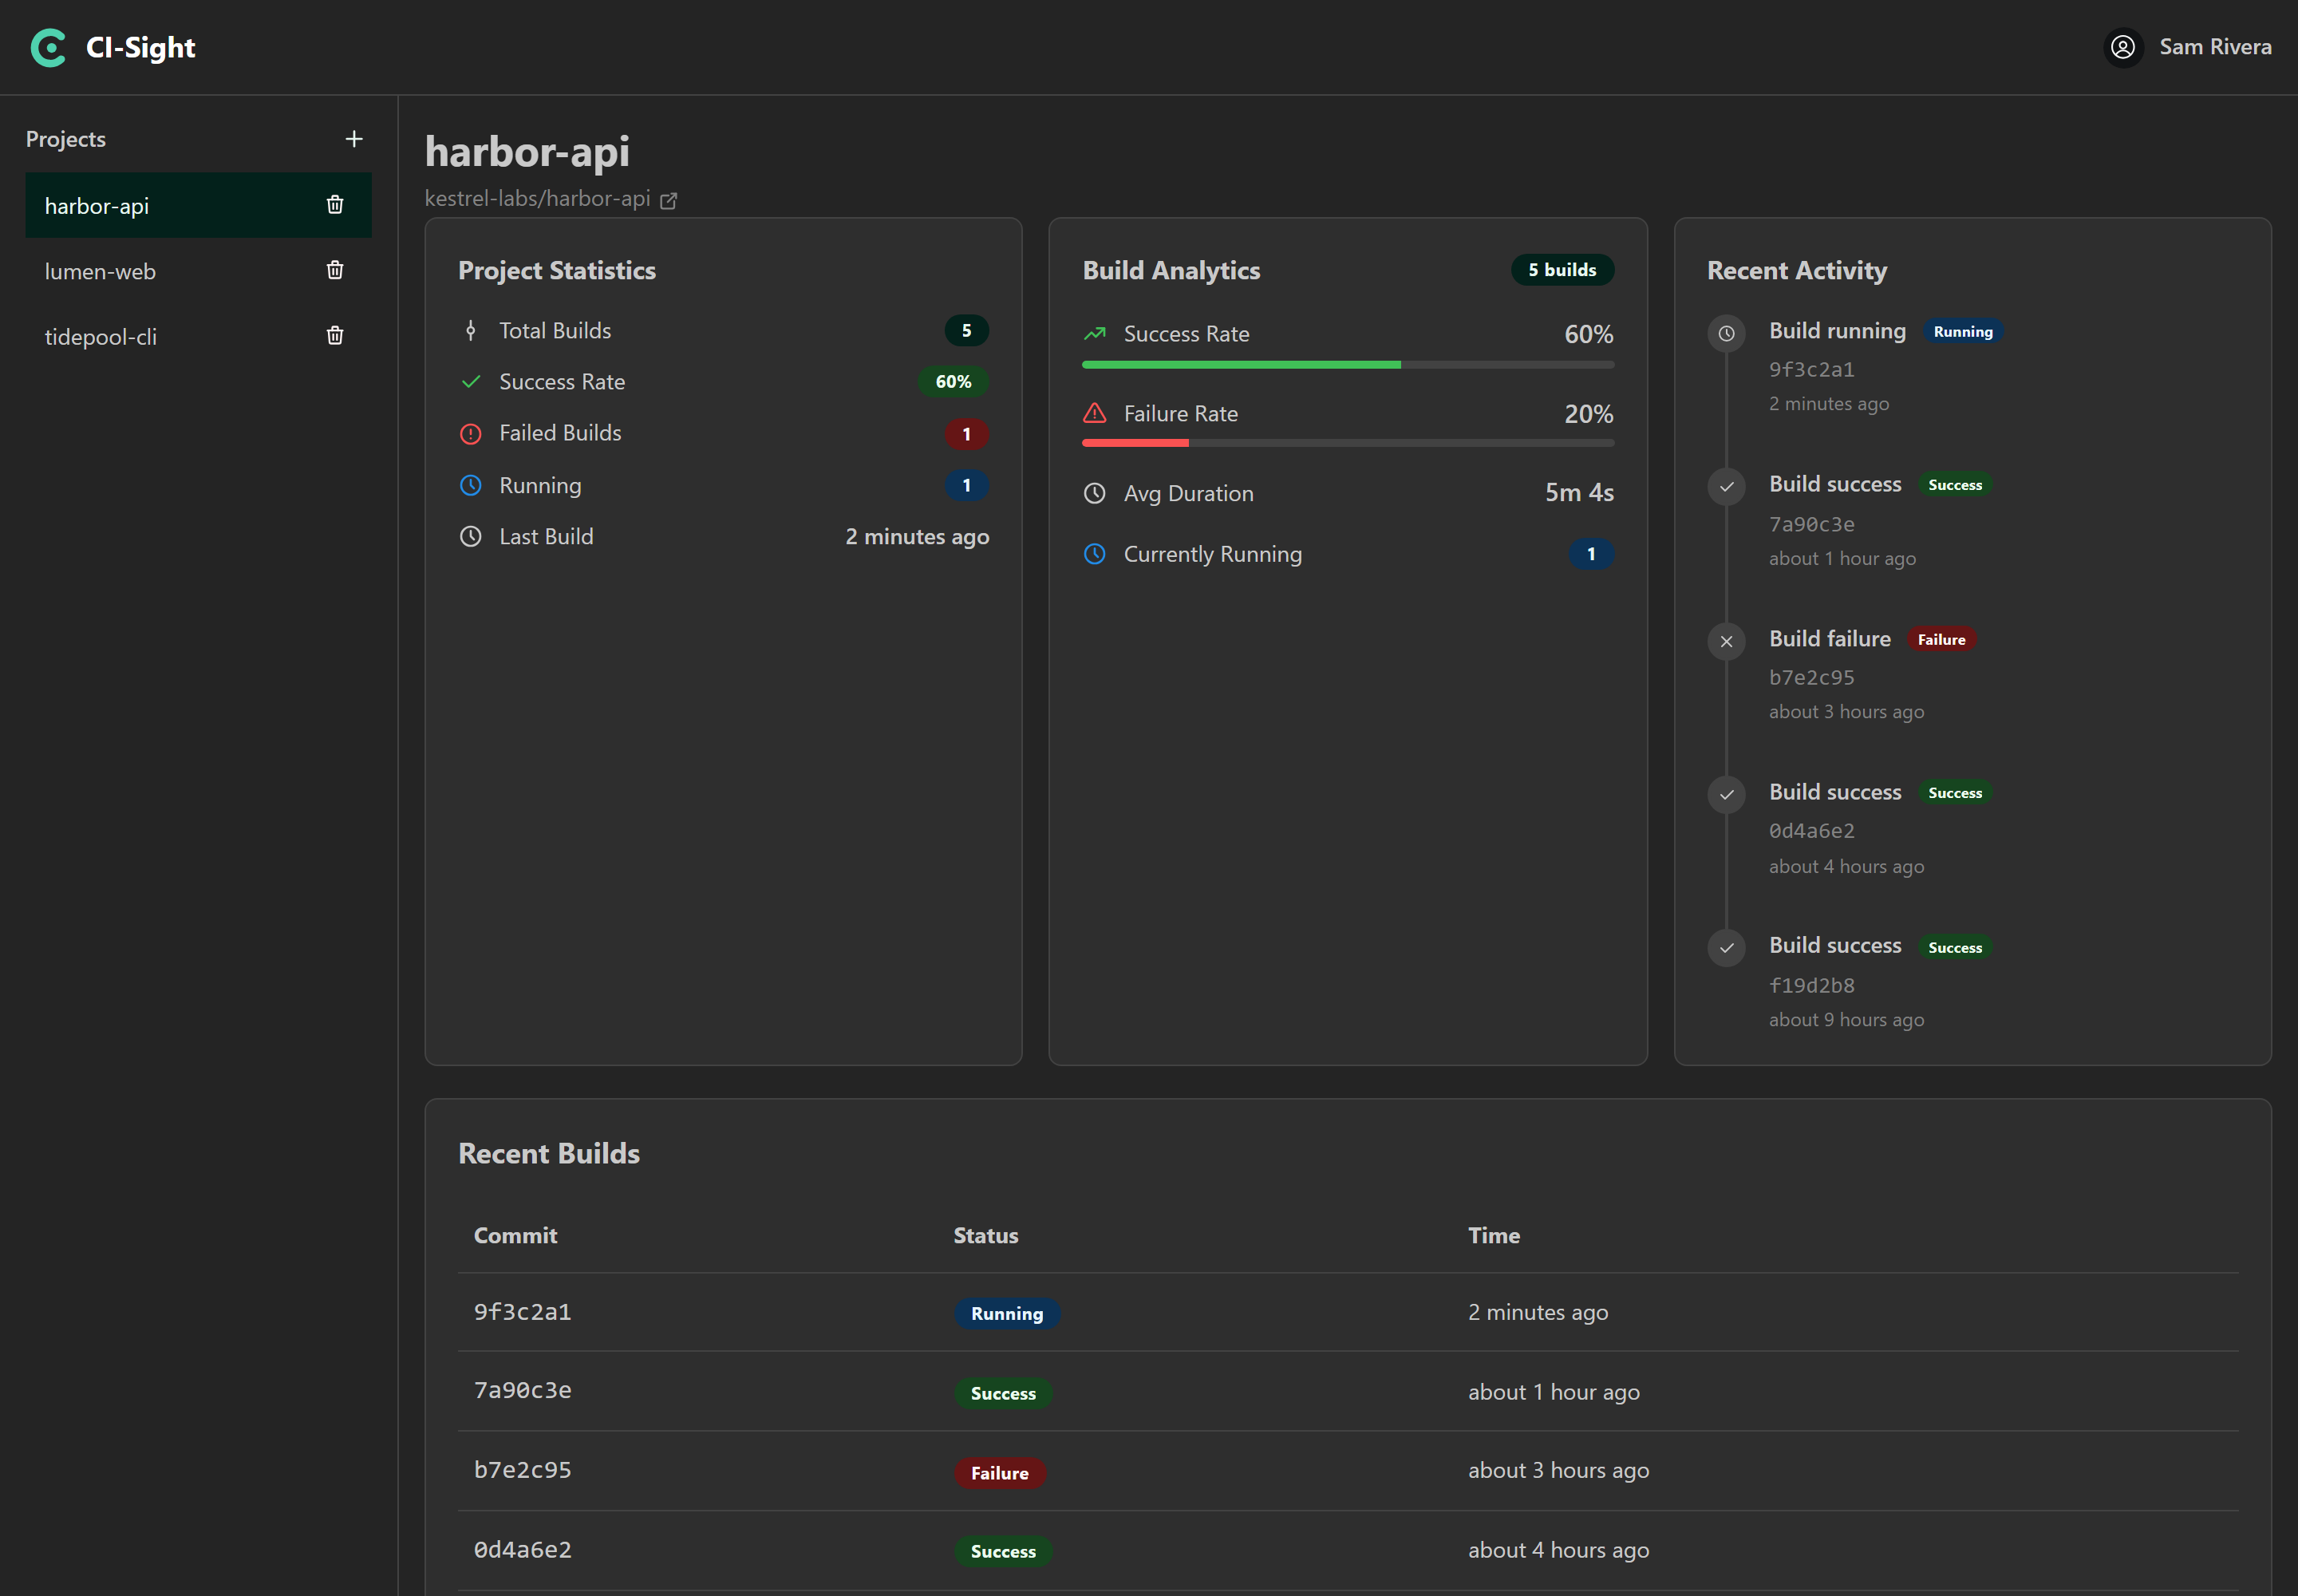 CI-Sight
Sam Rivera
Projects
harbor-api
lumen-web
tidepool-cli
harbor-api
kestrel-labs/harbor-api
Project Statistics
Total Builds 5
Success Rate 60%
Failed Builds 1
Running 1
Last Build 2 minutes ago
Build Analytics 5 builds
Success Rate 60%
Failure Rate 20%
Avg Duration 5m 4s
Currently Running 1
Recent Activity
Build running Running
9f3c2a1
2 minutes ago
Build success Success
7a90c3e
about 1 hour ago
Build failure Failure
b7e2c95
about 3 hours ago
Build success Success
0d4a6e2
about 4 hours ago
Build success Success
f19d2b8
about 9 hours ago
Recent Builds
Commit Status Time
9f3c2a1 Running 2 minutes ago
7a90c3e Success about 1 hour ago
b7e2c95 Failure about 3 hours ago
0d4a6e2 Success about 4 hours ago